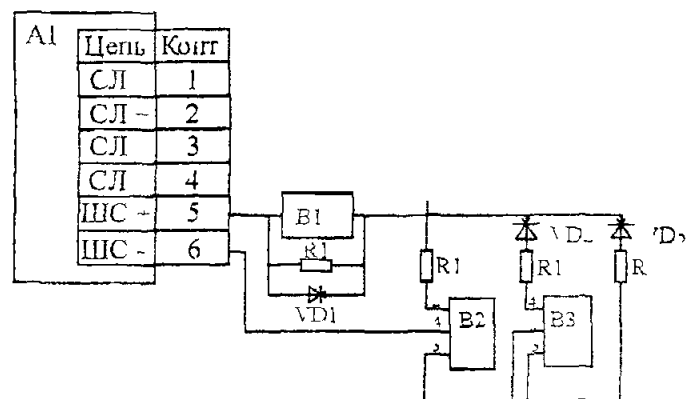 A1
Цепь Конт
СЛ 1
СЛ - 2
СЛ 3
СЛ 4
ШС + 5
ШС - 6
B1
R1
VD1
R1
B2
R1
B3
R